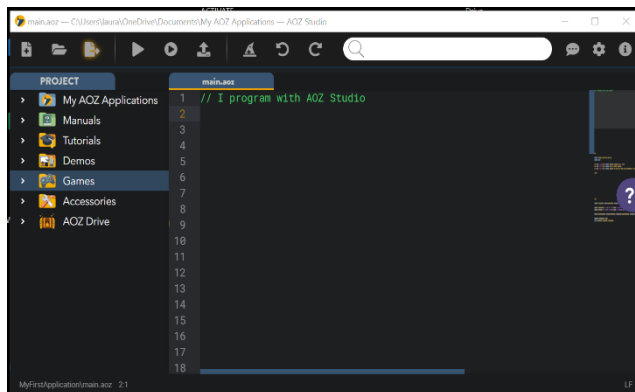 ACTIVATE
main.aoz — C:\Users\laura\OneDrive\Documents\My AOZ Applications — AOZ Studio
PROJECT
main.aoz
My AOZ Applications
Manuals
Tutorials
Demos
Games
Accessories
AOZ Drive
1 // I program with AOZ Studio
2
3
4
5
6
7
8
9
10
11
12
13
14
15
16
17
18
?
MyFirstApplication\main.aoz 2:1
LF